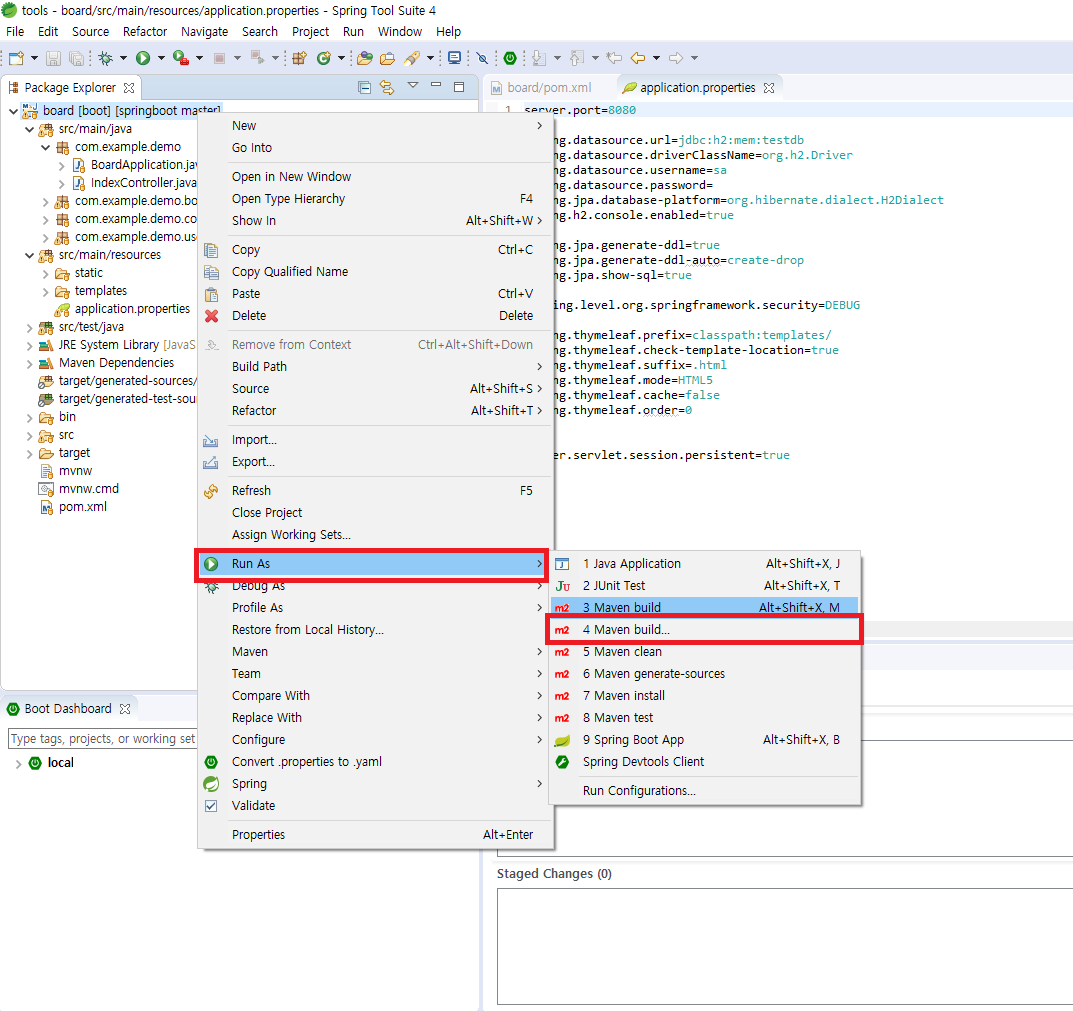 tools - board/src/main/resources/application.properties - Spring Tool Suite 4
File Edit Source Refactor Navigate Search Project Run Window Help
Package Explorer
board [boot] [springboot master]
src/main/java
com.example.demo
BoardApplication.jav
IndexController.java
com.example.demo.bo
com.example.demo.co
com.example.demo.use
src/main/resources
static
templates
application.properties
src/test/java
JRE System Library [JavaS
Maven Dependencies
target/generated-sources/
target/generated-test-sou
bin
src
target
mvnw
mvnw.cmd
pom.xml
Boot Dashboard
Type tags, projects, or working set
local
New
Go Into
Open in New Window
Open Type Hierarchy F4
Show In Alt+Shift+W
Copy Ctrl+C
Copy Qualified Name
Paste Ctrl+V
Delete Delete
Remove from Context Ctrl+Alt+Shift+Down
Build Path
Source Alt+Shift+S
Refactor Alt+Shift+T
Import...
Export...
Refresh F5
Close Project
Assign Working Sets...
Run As
Debug As
Profile As
Restore from Local History...
Maven
Team
Compare With
Replace With
Configure
Convert .properties to .yaml
Spring
Validate
Properties Alt+Enter
1 Java Application Alt+Shift+X, J
Ju 2 JUnit Test Alt+Shift+X, T
m2 3 Maven build Alt+Shift+X, M
m2 4 Maven build...
m2 5 Maven clean
m2 6 Maven generate-sources
m2 7 Maven install
m2 8 Maven test
9 Spring Boot App Alt+Shift+X, B
Spring Devtools Client
Run Configurations...
board/pom.xml application.properties
1 server.port=8080
ng.datasource.url=jdbc:h2:mem:testdb
ng.datasource.driverClassName=org.h2.Driver
ng.datasource.username=sa
ng.datasource.password=
ng.jpa.database-platform=org.hibernate.dialect.H2Dialect
ng.h2.console.enabled=true
ng.jpa.generate-ddl=true
ng.jpa.generate-ddl-auto=create-drop
ng.jpa.show-sql=true
ing.level.org.springframework.security=DEBUG
ng.thymeleaf.prefix=classpath:templates/
ng.thymeleaf.check-template-location=true
ng.thymeleaf.suffix=.html
ng.thymeleaf.mode=HTML5
ng.thymeleaf.cache=false
ng.thymeleaf.order=0
er.servlet.session.persistent=true
Staged Changes (0)